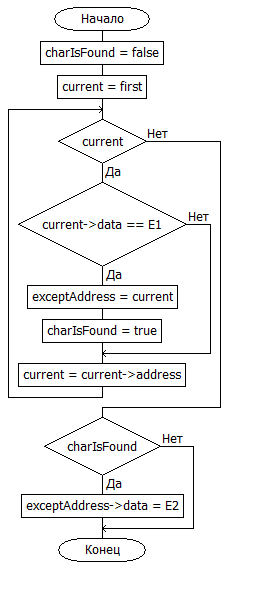 Начало
charIsFound = false
current = first
current
Нет
Да
current->data == E1
Нет
Да
exceptAddress = current
charIsFound = true
current = current->address
charIsFound
Нет
Да
exceptAddress->data = E2
Конец